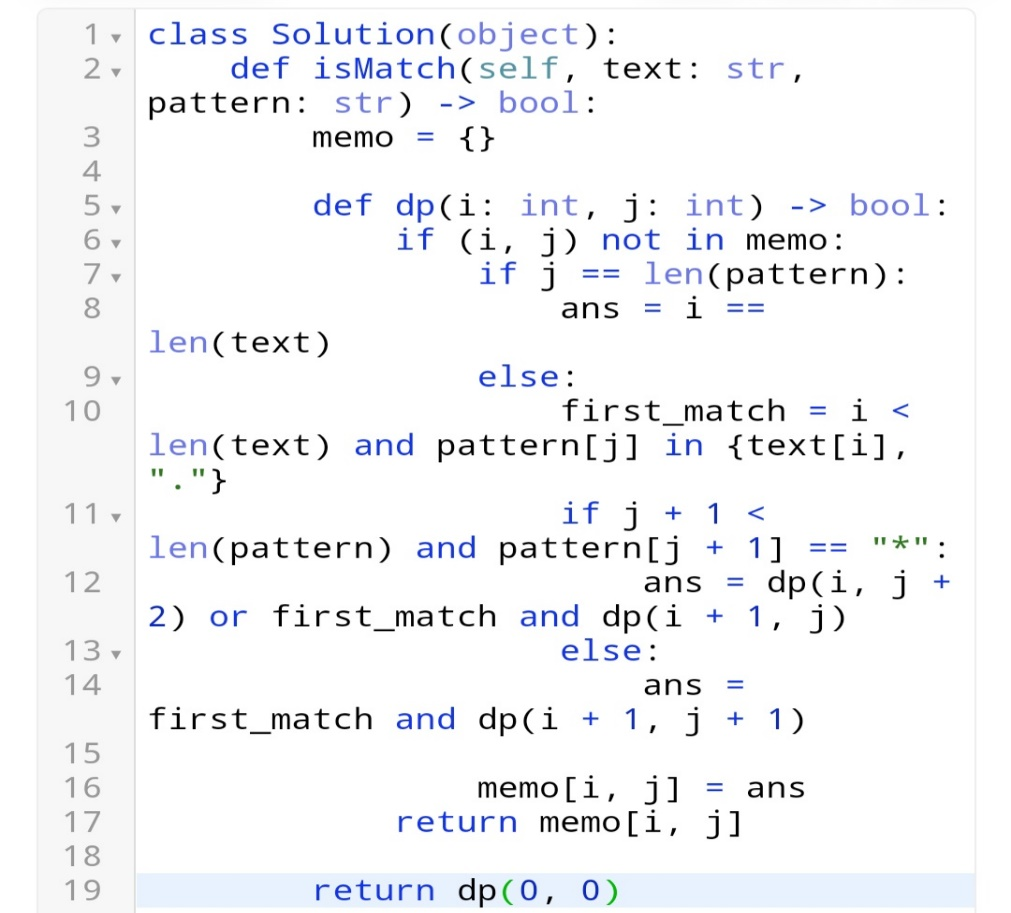 1 class Solution(object):
2 def isMatch(self, text: str,
pattern: str) -> bool:
3 memo = {}
4
5 def dp(i: int, j: int) -> bool:
6 if (i, j) not in memo:
7 if j == len(pattern):
8 ans = i ==
len(text)
9 else:
10 first_match = i <
len(text) and pattern[j] in {text[i],
"."}
11 if j + 1 <
len(pattern) and pattern[j + 1] == "*":
12 ans = dp(i, j +
2) or first_match and dp(i + 1, j)
13 else:
14 ans =
first_match and dp(i + 1, j + 1)
15
16 memo[i, j] = ans
17 return memo[i, j]
18
19 return dp(0, 0)